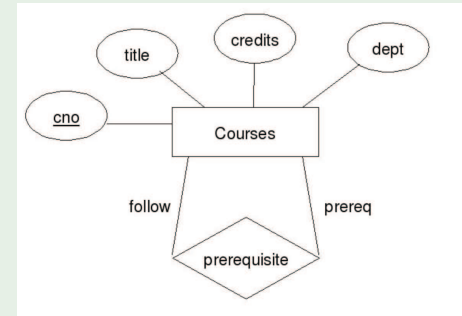 credits
title
dept
cno
Courses
follow
prereq
prerequisite